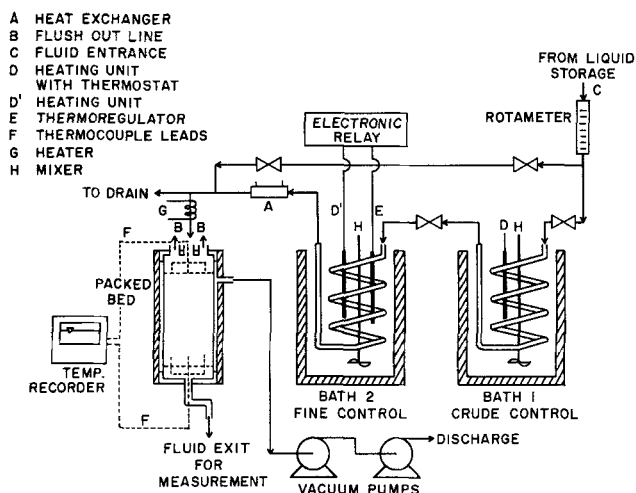 A HEAT EXCHANGER
B FLUSH OUT LINE
C FLUID ENTRANCE
D HEATING UNIT
WITH THERMOSTAT
D' HEATING UNIT
E THERMOREGULATOR
F THERMOCOUPLE LEADS
G HEATER
H MIXER
FROM LIQUID
STORAGE
C
ROTAMETER
ELECTRONIC
RELAY
TO DRAIN
A
G
D'
H
E
D H
F
B B
PACKED
BED
TEMP.
RECORDER
F
BATH 2
FINE CONTROL
BATH I
CRUDE CONTROL
FLUID EXIT
FOR
MEASUREMENT
DISCHARGE
VACUUM PUMPS